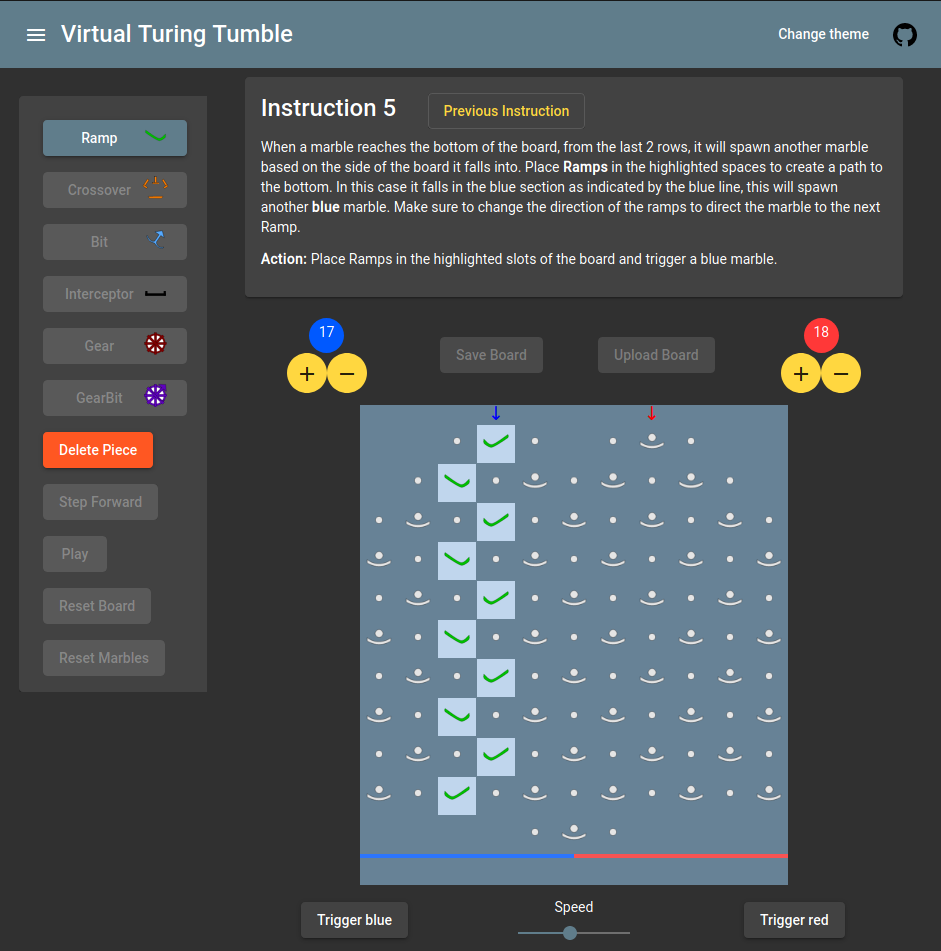 Virtual Turing Tumble
Change theme
Ramp
Crossover
Bit
Interceptor
Gear
GearBit
Delete Piece
Step Forward
Play
Reset Board
Reset Marbles
Instruction 5
Previous Instruction
When a marble reaches the bottom of the board, from the last 2 rows, it will spawn another marble
based on the side of the board it falls into. Place Ramps in the highlighted spaces to create a path to
the bottom. In this case it falls in the blue section as indicated by the blue line, this will spawn
another blue marble. Make sure to change the direction of the ramps to direct the marble to the next
Ramp.
Action: Place Ramps in the highlighted slots of the board and trigger a blue marble.
17
+ −
Save Board
Upload Board
18
+ −
Trigger blue
Speed
Trigger red